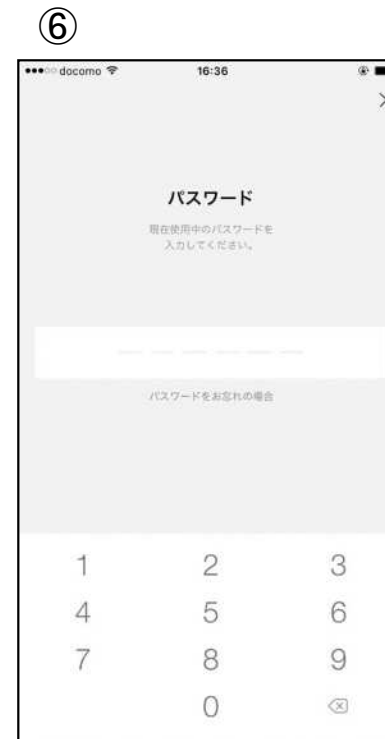 ⑥
docomo 16:36
パスワード
現在使用中のパスワードを
入力してください。
パスワードをお忘れの場合
1 2 3
4 5 6
7 8 9
0